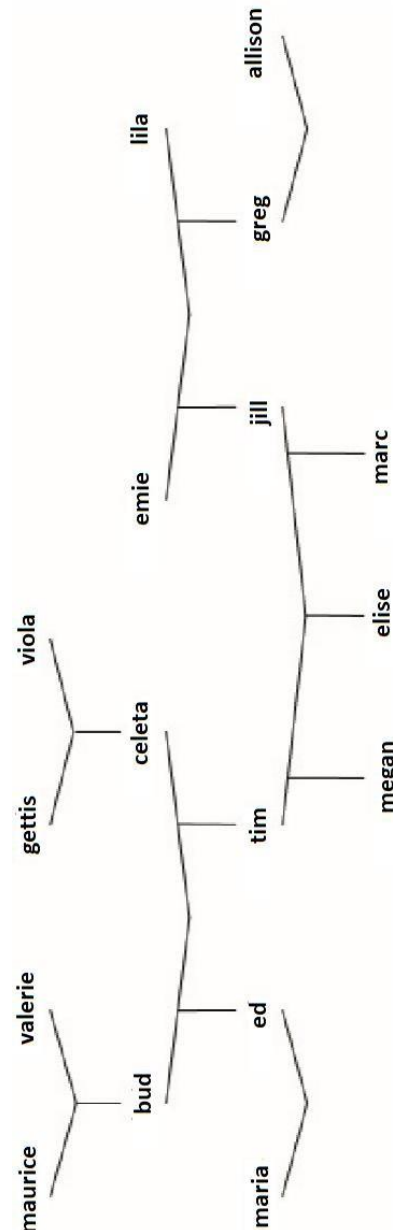 maurice
valerie
gettis
viola
bud
celeta
emie
lila
maria
ed
tim
jill
greg
allison
megan
elise
marc